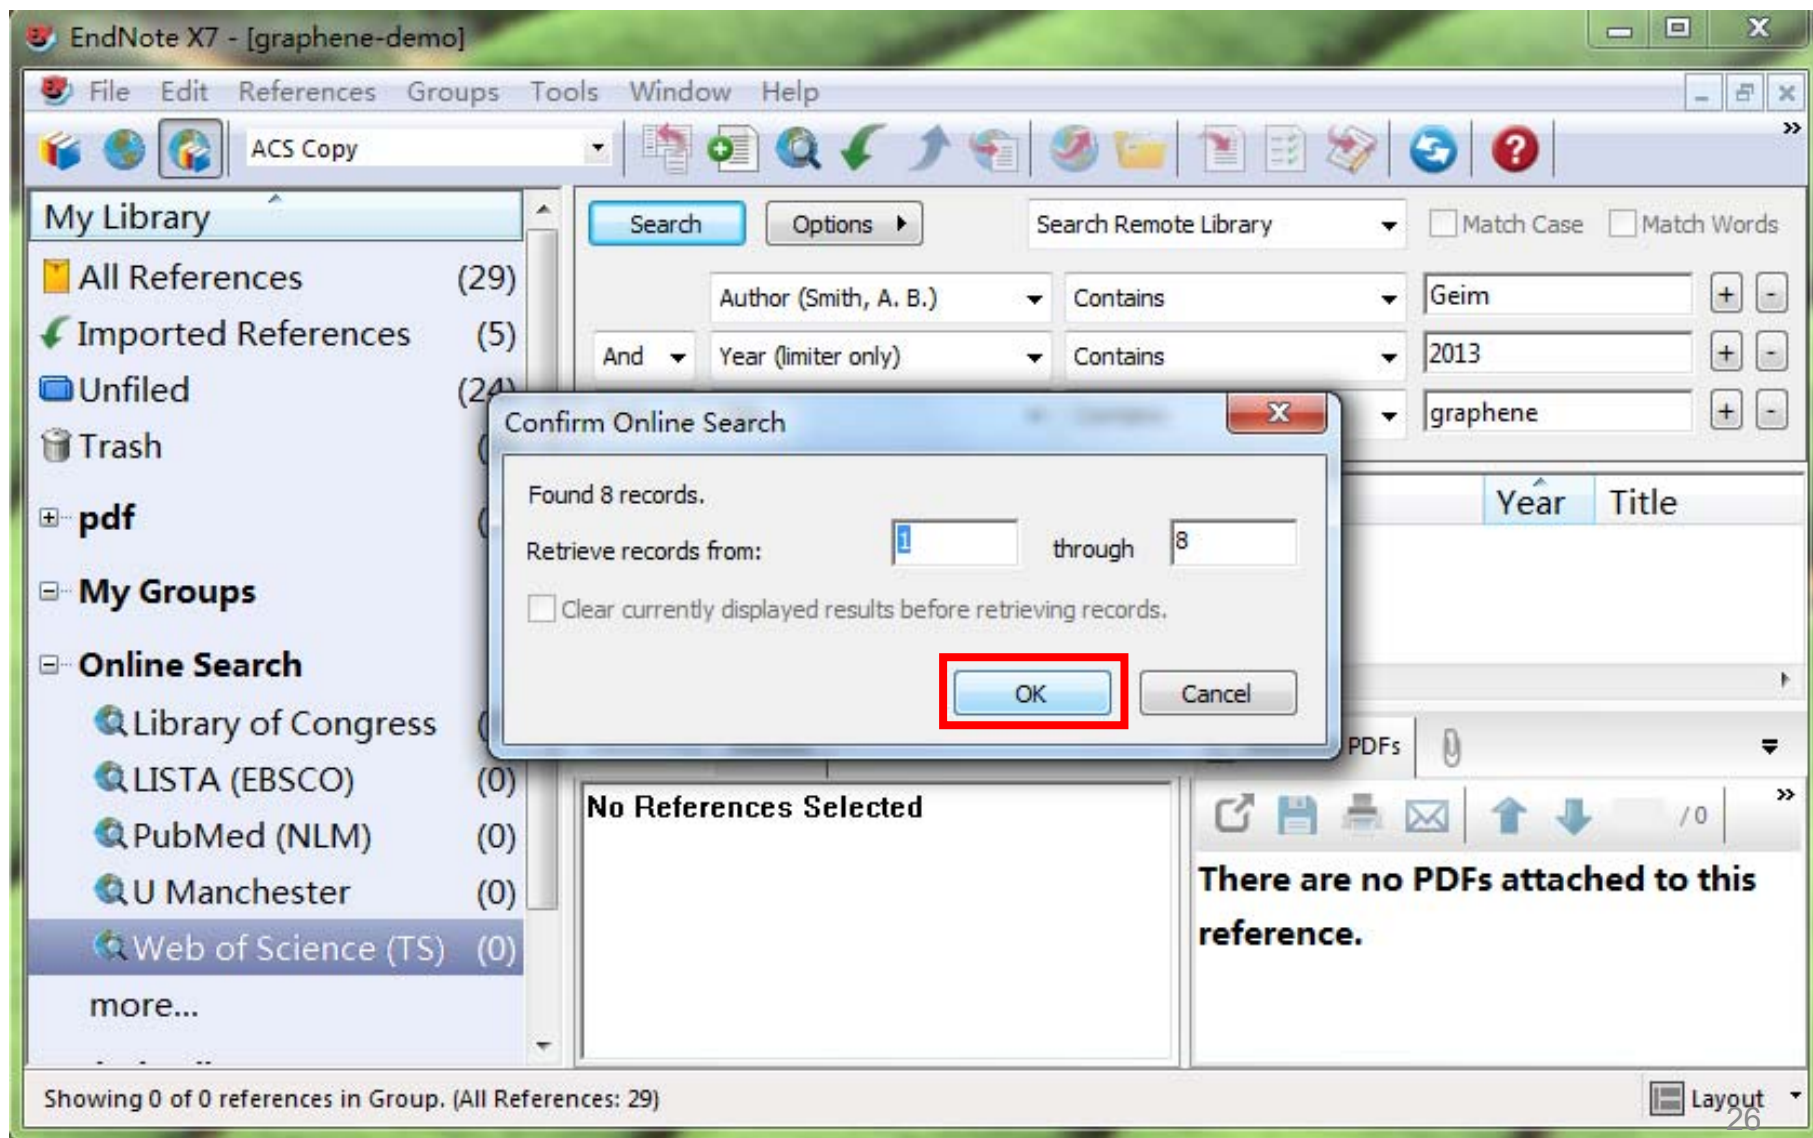 EndNote X7 - [graphene-demo]
File Edit References Groups Tools Window Help
ACS Copy
My Library
All References (29)
Imported References (5)
Unfiled (24)
Trash
pdf
My Groups
Online Search
Library of Congress
LISTA (EBSCO) (0)
PubMed (NLM) (0)
U Manchester (0)
Web of Science (TS) (0)
more...
Search Options Search Remote Library Match Case Match Words
Author (Smith, A. B.) Contains Geim + -
And Year (limiter only) Contains 2013 + -
graphene + -
Confirm Online Search
Found 8 records.
Retrieve records from: 1 through 8
Clear currently displayed results before retrieving records.
OK Cancel
Year Title
PDFs
No References Selected
/ 0
There are no PDFs attached to this
reference.
Showing 0 of 0 references in Group. (All References: 29)
Layout
26